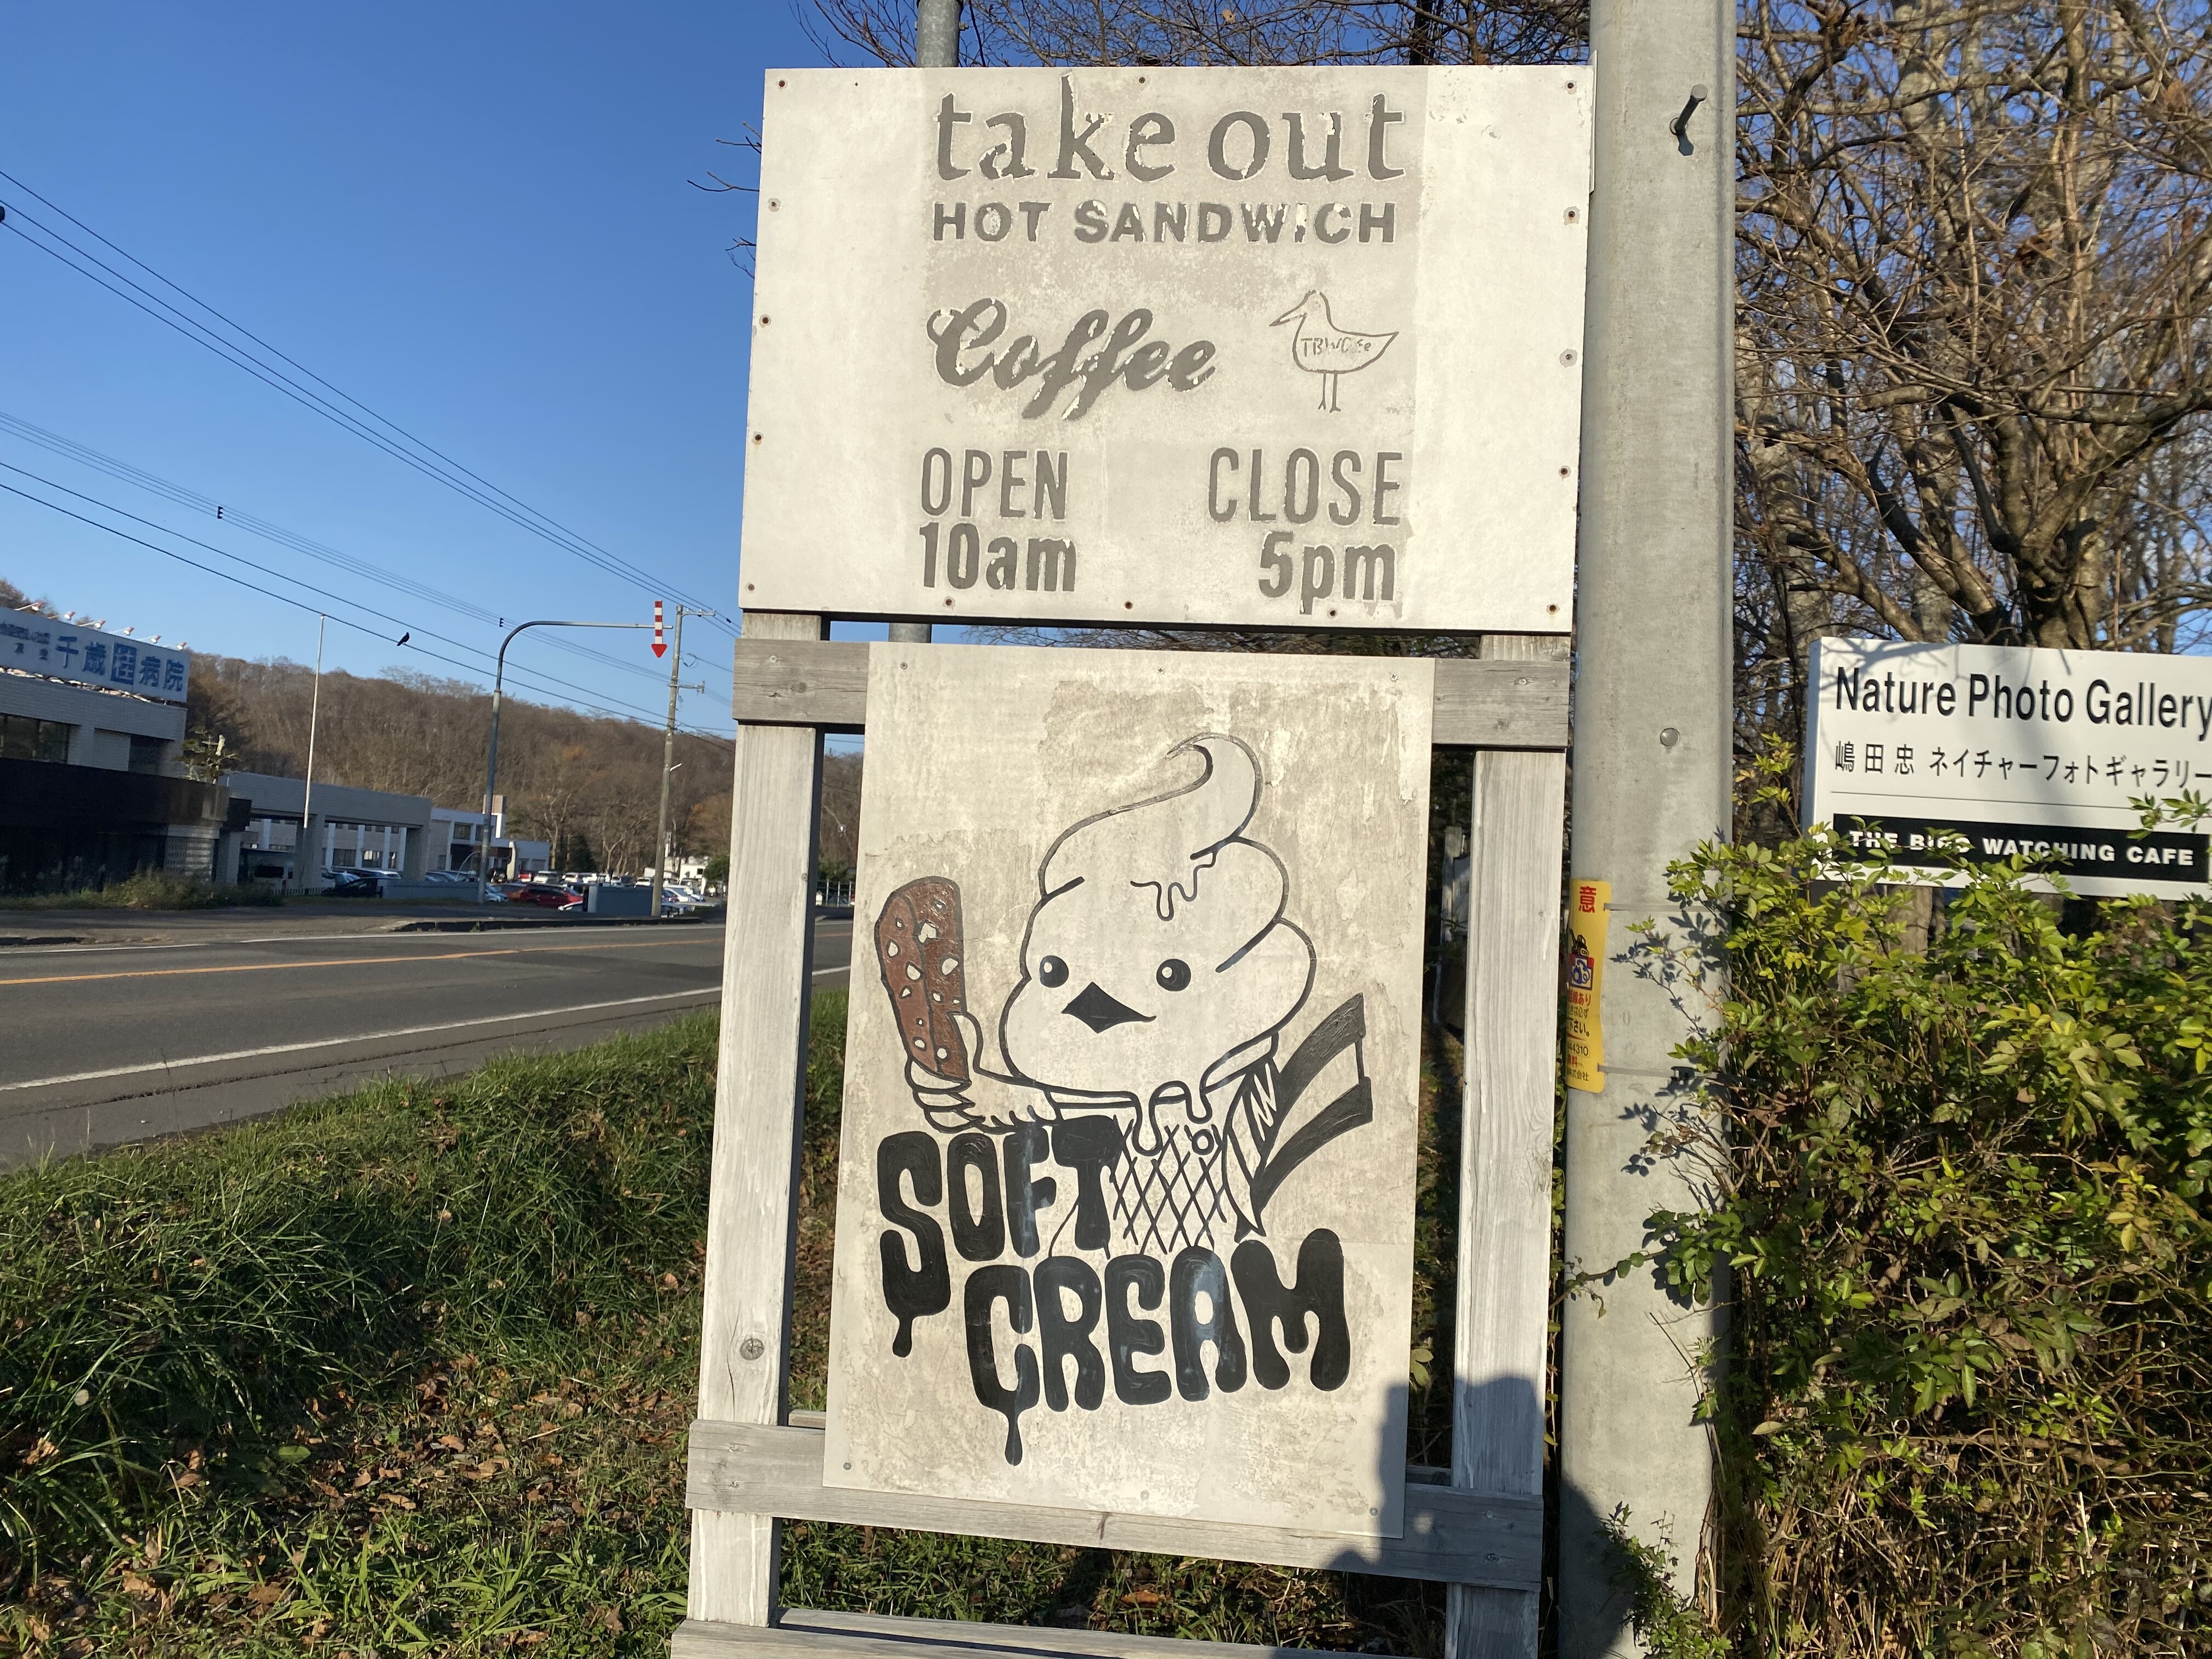 take out
HOT SANDWICH
Coffee
TBWCafe
OPEN CLOSE
10am 5pm
SOFT
CREAM
千歳 病院
Nature Photo Gallery
嶋田忠 ネイチャーフォトギャラリー
THE BIRD WATCHING CAFE
意